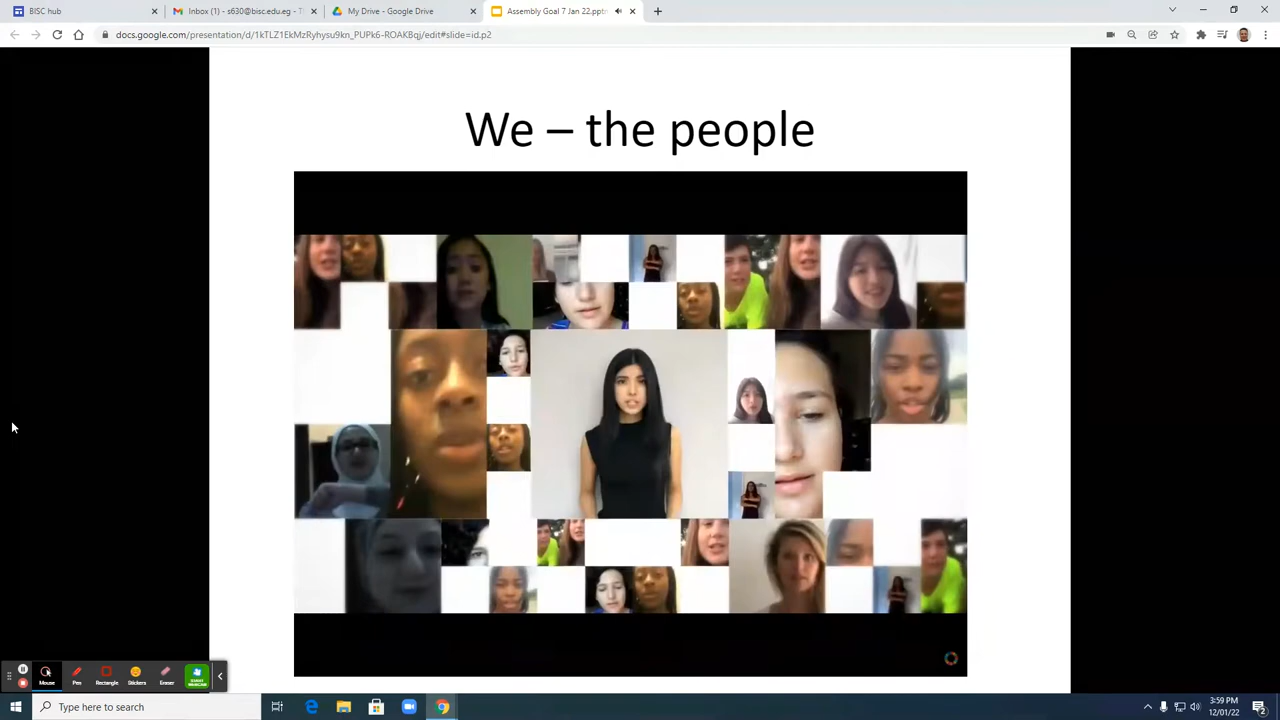 BISC hub
Inbox (1) - s630@bisc.edu.eg - T
My Drive - Google Drive
Assembly Goal 7 Jan 22.pptx
docs.google.com/presentation/d/1kTLZ1EkMzRyhysu9kn_PUPk6-ROAKBqj/edit#slide=id.p2
We – the people
Mouse
Pen
Rectangle
Stickers
Eraser
Type here to search
3:59 PM
12/01/22
2